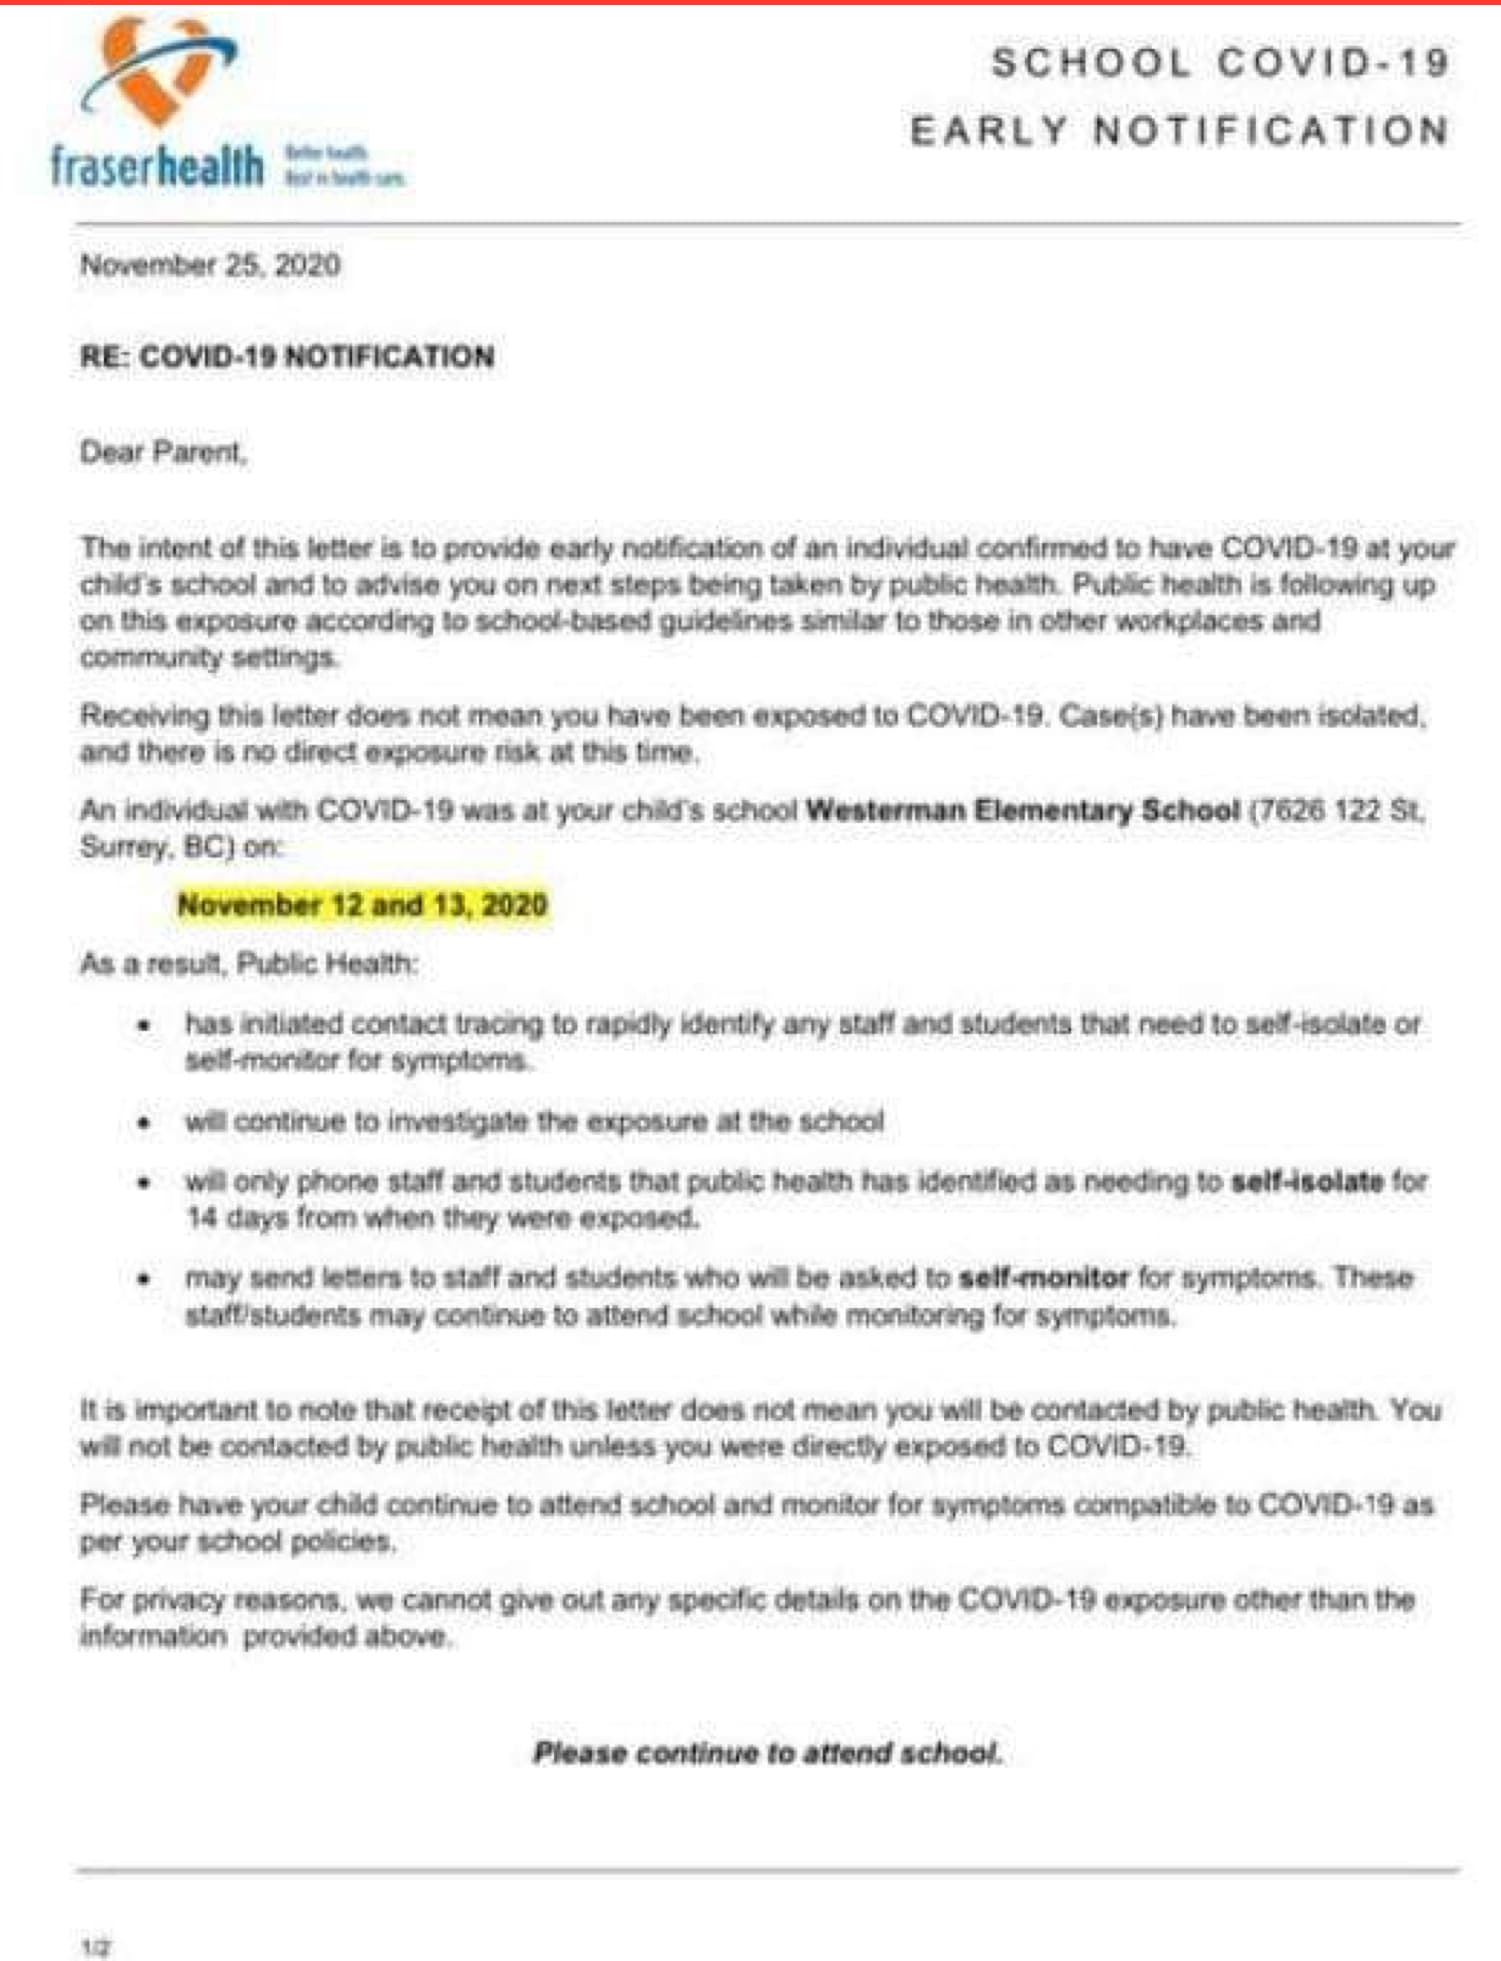 SCHOOL COVID-19
EARLY NOTIFICATION
fraserhealth
Better health.
Best in health care.
November 25, 2020
RE: COVID-19 NOTIFICATION
Dear Parent,
The intent of this letter is to provide early notification of an individual confirmed to have COVID-19 at your
child's school and to advise you on next steps being taken by public health. Public health is following up
on this exposure according to school-based guidelines similar to those in other workplaces and
community settings.
Receiving this letter does not mean you have been exposed to COVID-19. Case(s) have been isolated,
and there is no direct exposure risk at this time.
An individual with COVID-19 was at your child's school Westerman Elementary School (7626 122 St,
Surrey, BC) on:
November 12 and 13, 2020
As a result, Public Health:
• has initiated contact tracing to rapidly identify any staff and students that need to self-isolate or
self-monitor for symptoms.
• will continue to investigate the exposure at the school
• will only phone staff and students that public health has identified as needing to self-isolate for
14 days from when they were exposed.
• may send letters to staff and students who will be asked to self-monitor for symptoms. These
staff/students may continue to attend school while monitoring for symptoms.
It is important to note that receipt of this letter does not mean you will be contacted by public health. You
will not be contacted by public health unless you were directly exposed to COVID-19.
Please have your child continue to attend school and monitor for symptoms compatible to COVID-19 as
per your school policies.
For privacy reasons, we cannot give out any specific details on the COVID-19 exposure other than the
information provided above.
Please continue to attend school.
1/2